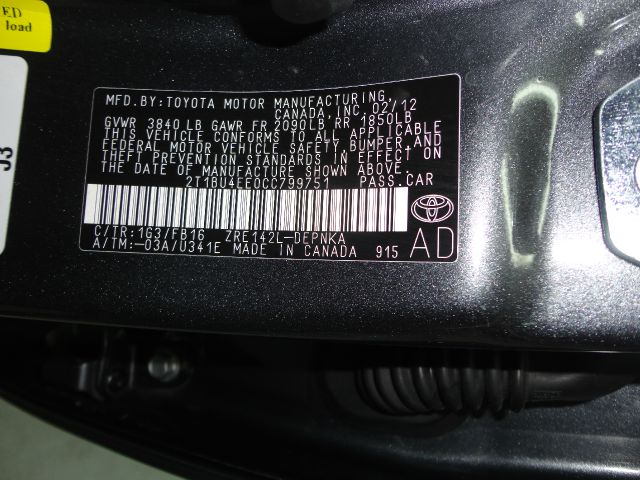 ED
load
J3
MFD.BY:TOYOTA MOTOR MANUFACTURING,
CANADA,INC.02/12
GVWR 3840LB GAWR FR 2090LB RR 1850LB
THIS VEHICLE CONFORMS TO ALL APPLICABLE
FEDERAL MOTOR VEHICLE SAFETY BUMPER,AND
THEFT PREVENTION STANDARDS IN EFFECT ON
THE DATE OF MANUFACTURE SHOWN ABOVE.
2T1BU4EE0CC799751 PASS.CAR
C/TR:1G3/FB16 ZRE142L-DEPNKA
A/TM:-03A/U341E MADE IN CANADA 915
AD